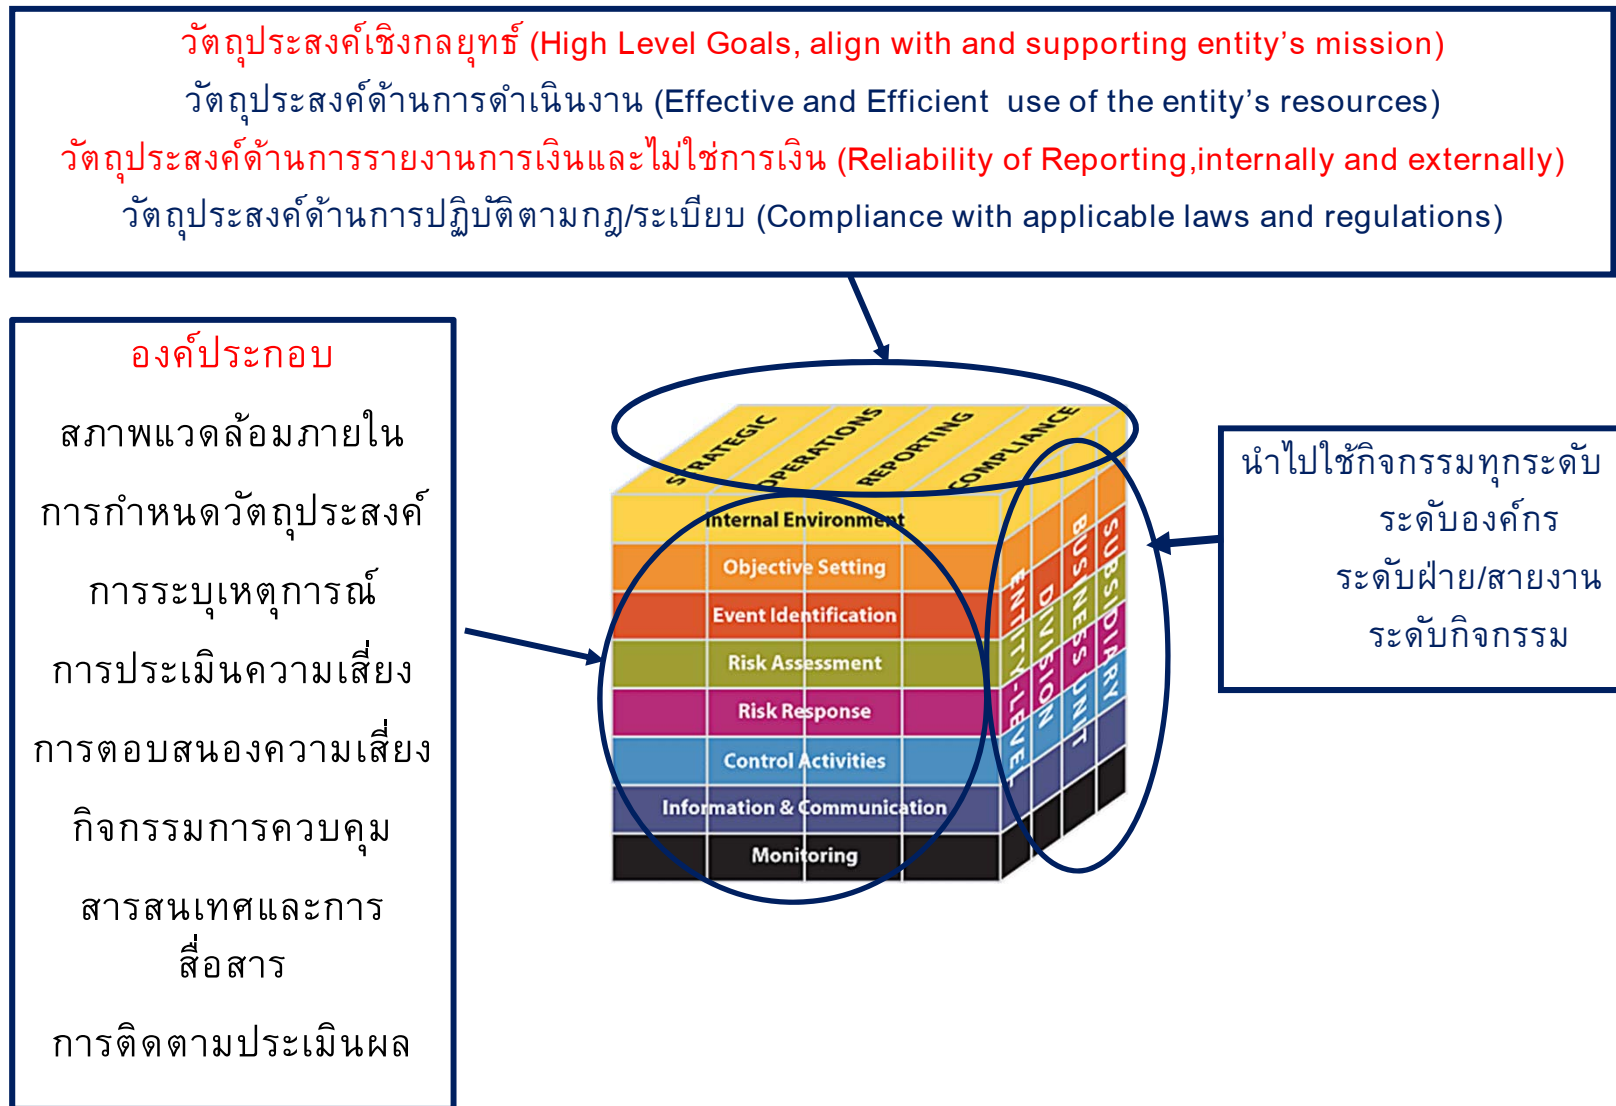 วัตถุประสงค์เชิงกลยุทธ์ (High Level Goals, align with and supporting entity’s mission)
วัตถุประสงค์ด้านการดำเนินงาน (Effective and Efficient use of the entity’s resources)
วัตถุประสงค์ด้านการรายงานการเงินและไม่ใช่การเงิน (Reliability of Reporting,internally and externally)
วัตถุประสงค์ด้านการปฏิบัติตามกฎ/ระเบียบ (Compliance with applicable laws and regulations)
องค์ประกอบ
สภาพแวดล้อมภายใน
การกำหนดวัตถุประสงค์
การระบุเหตุการณ์
การประเมินความเสี่ยง
การตอบสนองความเสี่ยง
กิจกรรมการควบคุม
สารสนเทศและการ
สื่อสาร
การติดตามประเมินผล
STRATEGIC
OPERATIONS
REPORTING
COMPLIANCE
Internal Environment
Objective Setting
Event Identification
Risk Assessment
Risk Response
Control Activities
Information & Communication
Monitoring
ENTITY-LEVEL
DIVISION
BUSINESS UNIT
SUBSIDIARY
นำไปใช้กิจกรรมทุกระดับ
ระดับองค์กร
ระดับฝ่าย/สายงาน
ระดับกิจกรรม